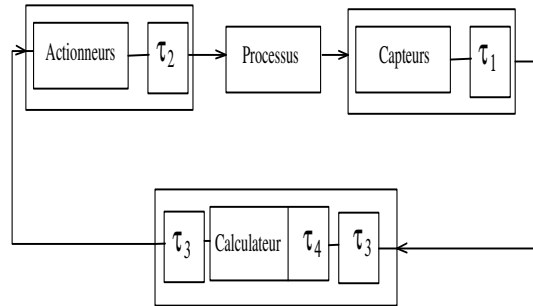 Actionneurs τ2 Processus Capteurs τ1
τ3 Calculateur τ4 τ3